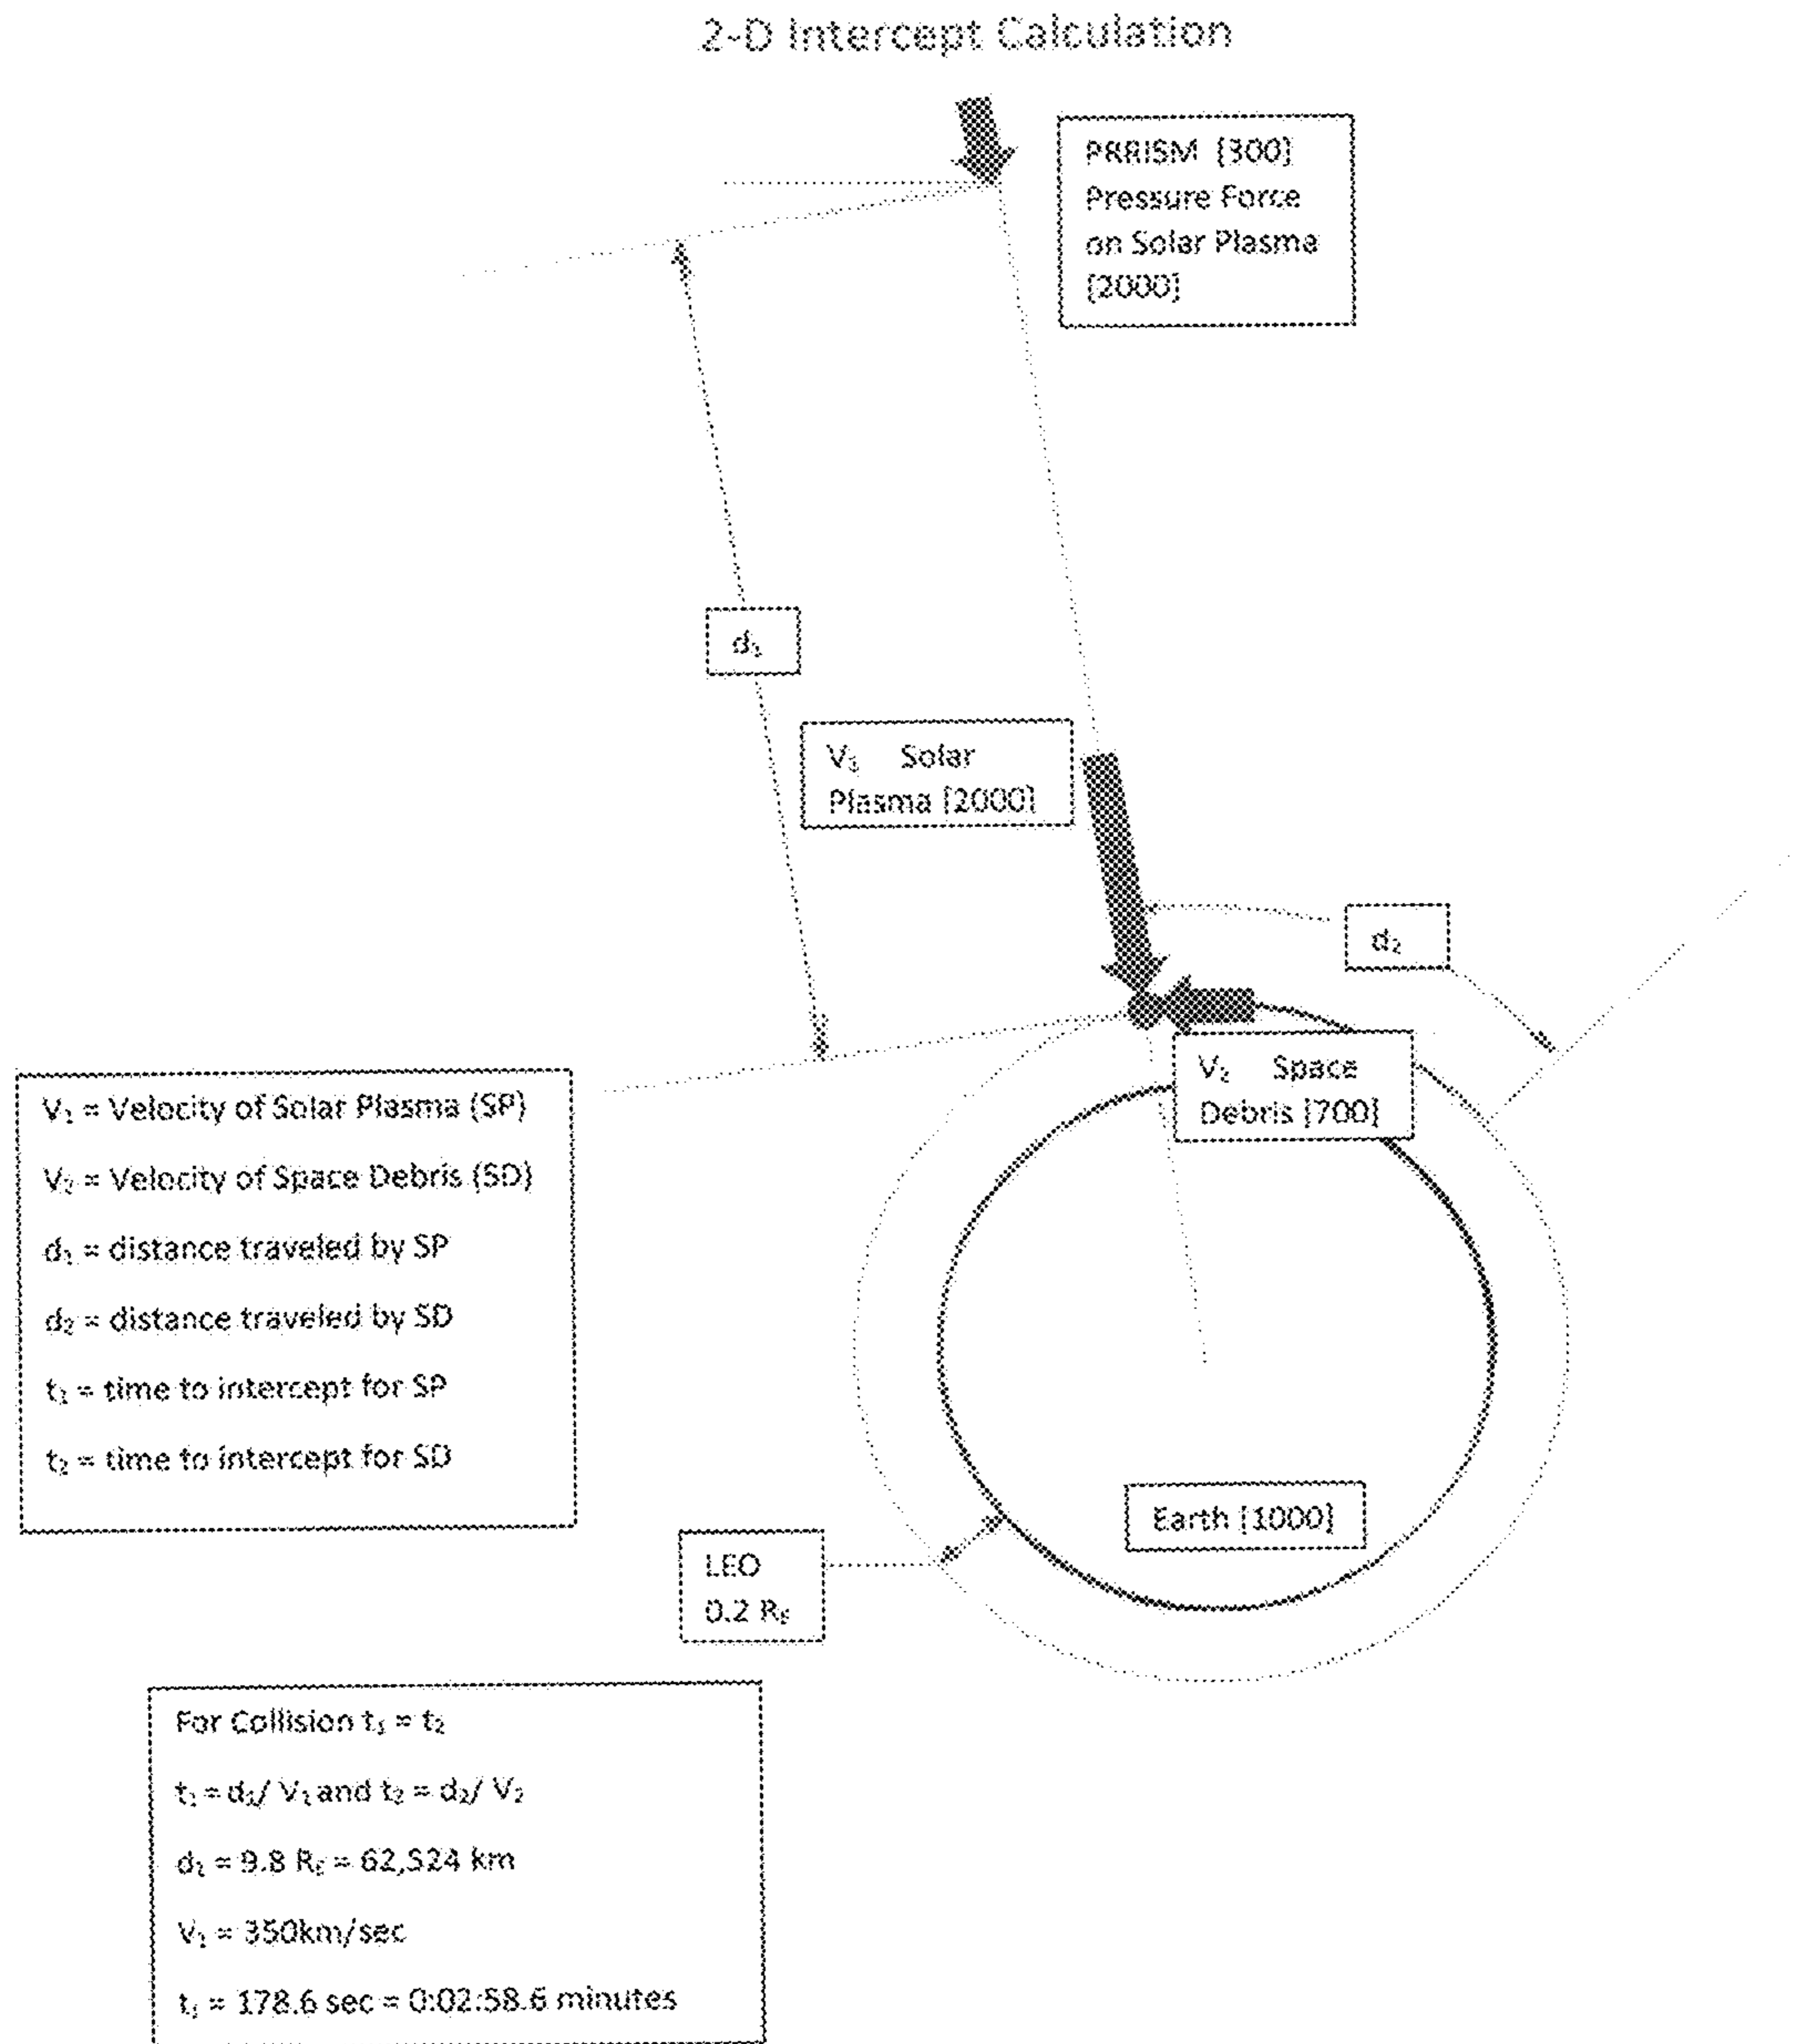 2-D Intercept Calculation
PRRISM [300]
Pressure Force
on Solar Plasma
[2000]
d₁
V₁ Solar
Plasma [2000]
d₂
V₂ Space
Debris [700]
V₁ = Velocity of Solar Plasma (SP)
V₂ = Velocity of Space Debris (SD)
d₁ = distance traveled by SP
d₂ = distance traveled by SD
t₁ = time to intercept for SP
t₂ = time to intercept for SD
Earth [1000]
LEO
0.2 R_E
For Collision t₁ = t₂
t₁ = d₁/ V₁ and t₂ = d₂/ V₂
d₁ = 9.8 R_E = 62,524 km
V₁ = 350km/sec
t₁ = 178.6 sec = 0:02:58.6 minutes